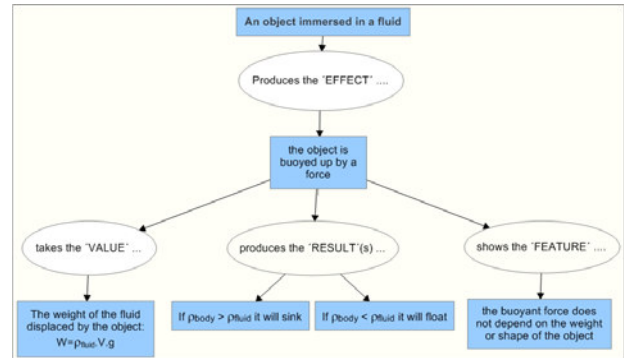 An object immersed in a fluid
Produces the ´EFFECT´ ....
the object is
buoyed up by a
force
takes the ´VALUE´ ...
produces the ´RESULT´(s) ...
shows the ´FEATURE´ ....
The weight of the fluid
displaced by the object:
W=ρfluid.V.g
If ρbody > ρfluid it will sink
If ρbody < ρfluid it will float
the buoyant force does
not depend on the weight
or shape of the object